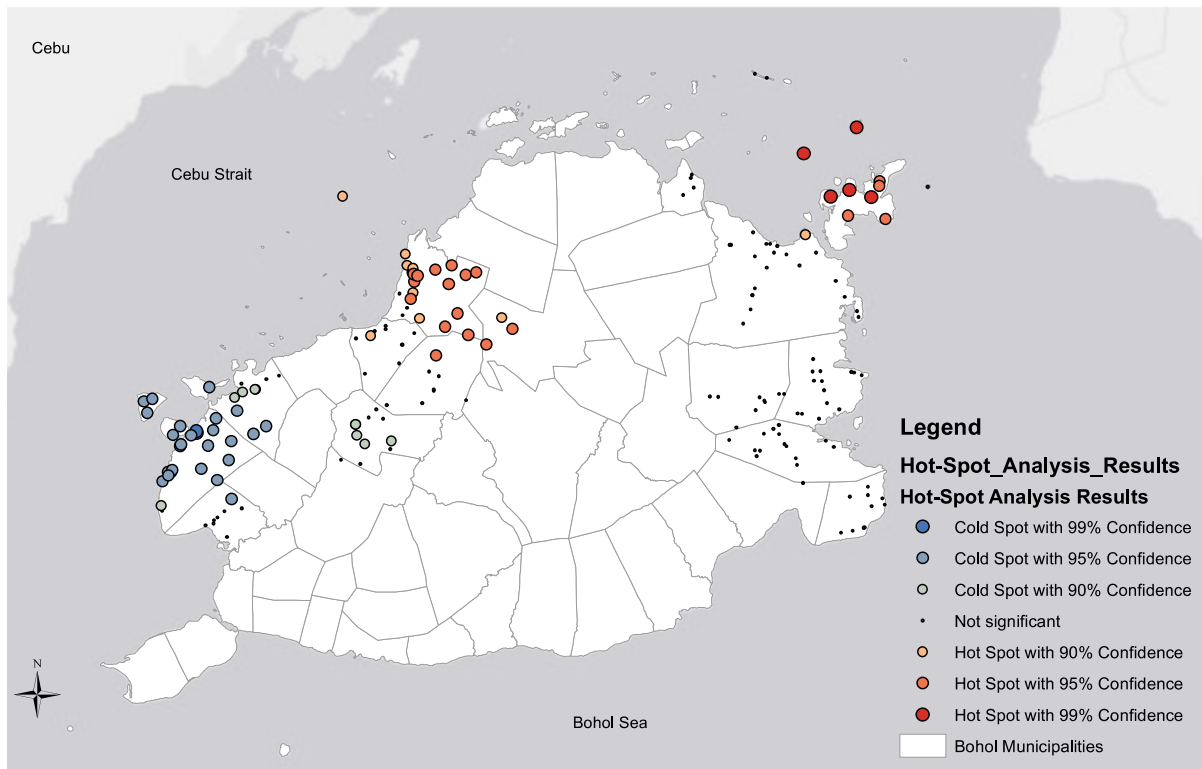 Cebu
Cebu Strait
Legend
Hot-Spot_Analysis_Results
Hot-Spot Analysis Results
Cold Spot with 99% Confidence
Cold Spot with 95% Confidence
Cold Spot with 90% Confidence
Not significant
Hot Spot with 90% Confidence
N
Hot Spot with 95% Confidence
Hot Spot with 99% Confidence
Bohol Sea
Bohol Municipalities